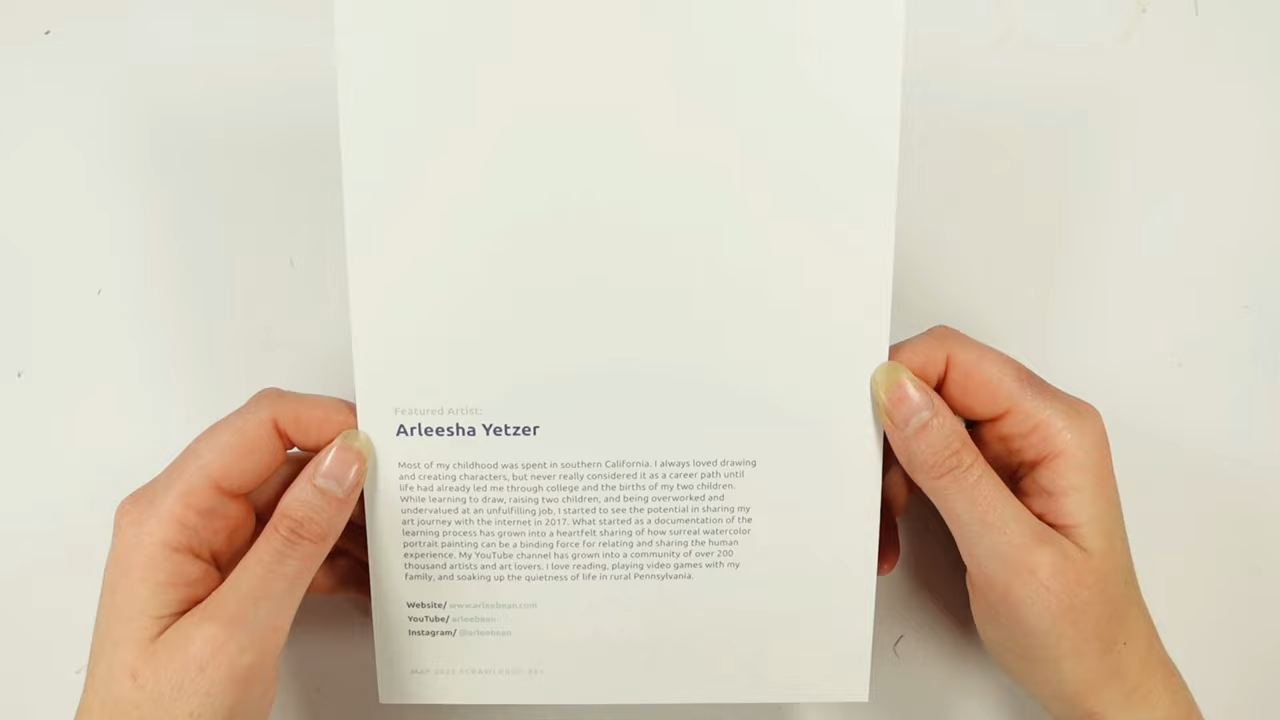 Featured Artist:
Arleesha Yetzer
Most of my childhood was spent in southern California. I always loved drawing
and creating characters, but never really considered it as a career path until
life had already led me through college and the births of my two children.
While learning to draw, raising two children, and being overworked and
undervalued at an unfulfilling job, I started to see the potential in sharing my
art journey with the internet in 2017. What started as a documentation of the
learning process has grown into a heartfelt sharing of how surreal watercolor
portrait painting can be a binding force for relating and sharing the human
experience. My YouTube channel has grown into a community of over 200
thousand artists and art lovers. I love reading, playing video games with my
family, and soaking up the quietness of life in rural Pennsylvania.
Website/ www.arleebean.com
YouTube/ arleebean
Instagram/ @arleebean